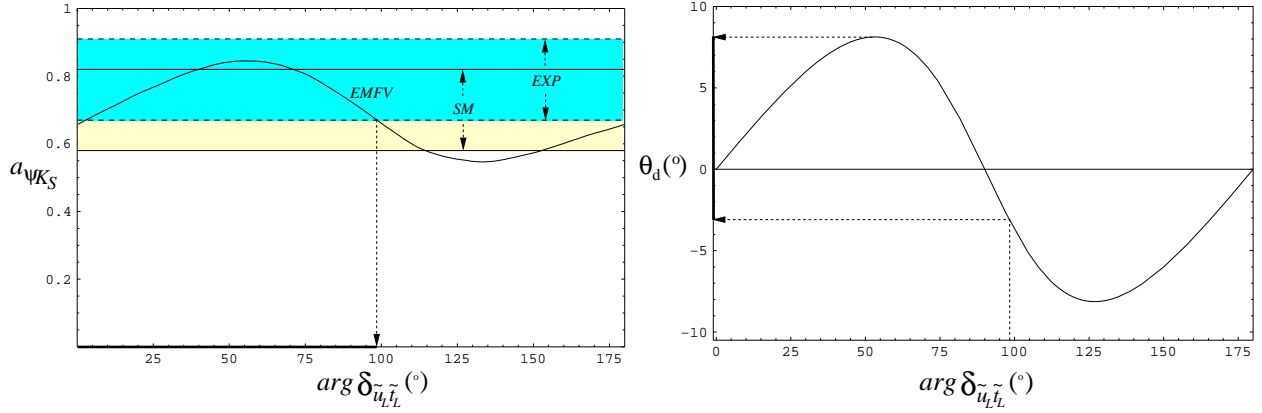 1
0.8
0.6
0.4
0.2
a ψK_S
EMFV
SM
EXP
25 50 75 100 125 150 175
arg δ_{ũ_L t̃_L} (°)
10
5
0
−5
−10
θ_d(°)
0 25 50 75 100 125 150 180
arg δ_{ũ_L t̃_L} (°)